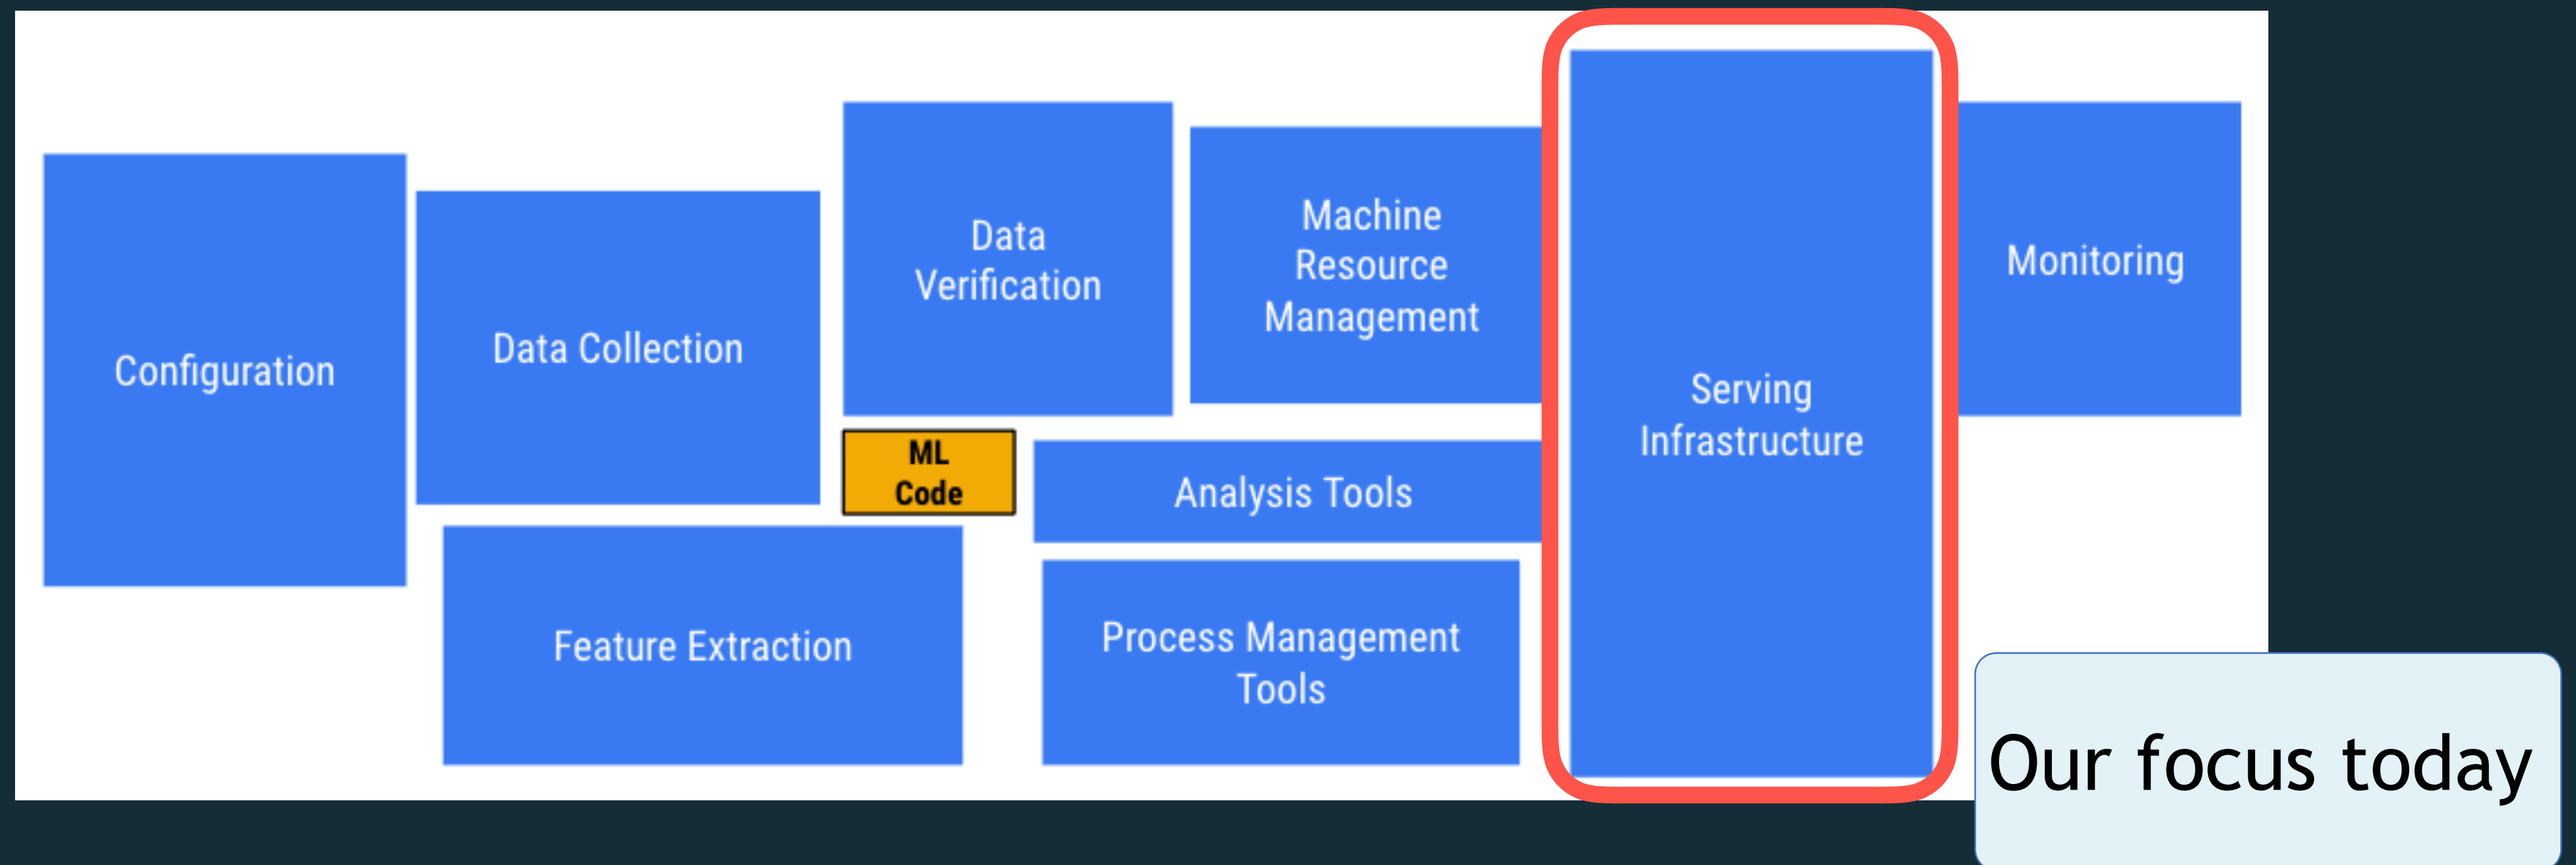 Configuration
Data Collection
Data
Verification
Machine
Resource
Management
Serving
Infrastructure
Monitoring
ML
Code
Analysis Tools
Feature Extraction
Process Management
Tools
Our focus today